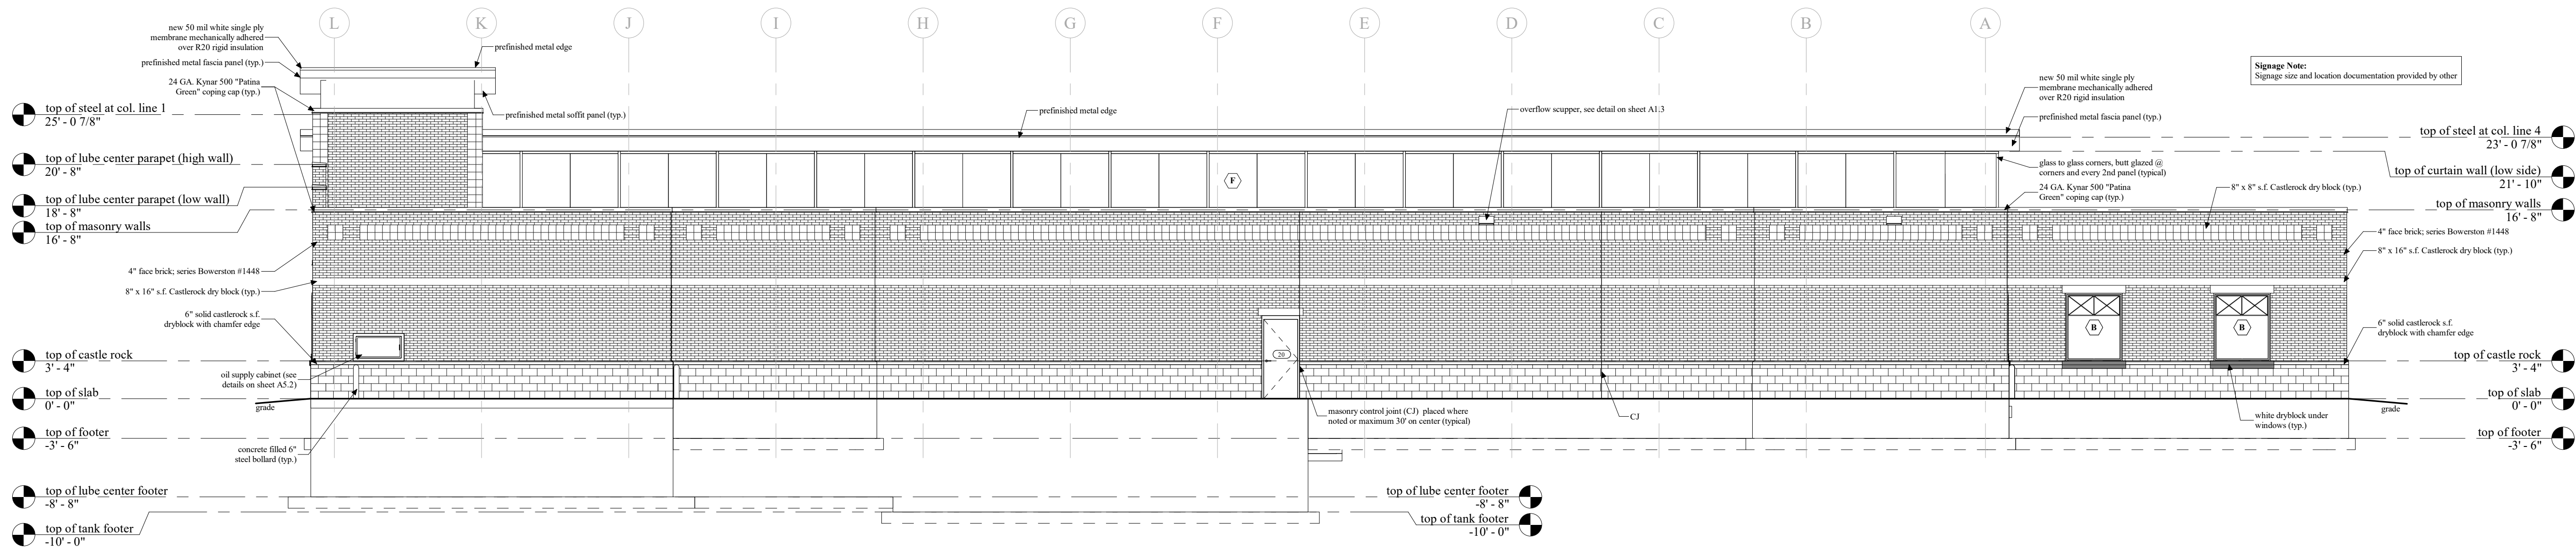 L K J I H G F E D C B A
new 50 mil white single ply
membrane mechanically adhered
over R20 rigid insulation
prefinished metal fascia panel (typ.)
24 GA. Kynar 500 "Patina
Green" coping cap (typ.)
prefinished metal edge
prefinished metal soffit panel (typ.)
prefinished metal edge
overflow scupper, see detail on sheet A1.3
new 50 mil white single ply
membrane mechanically adhered
over R20 rigid insulation
prefinished metal fascia panel (typ.)
Signage Note:
Signage size and location documentation provided by other
top of steel at col. line 1
25' - 0 7/8"
top of lube center parapet (high wall)
20' - 8"
top of lube center parapet (low wall)
18' - 8"
top of masonry walls
16' - 8"
F
glass to glass corners, butt glazed @
corners and every 2nd panel (typical)
24 GA. Kynar 500 "Patina
Green" coping cap (typ.)
8" x 8" s.f. Castlerock dry block (typ.)
top of steel at col. line 4
23' - 0 7/8"
top of curtain wall (low side)
21' - 10"
top of masonry walls
16' - 8"
4" face brick; series Bowerston #1448
8" x 16" s.f. Castlerock dry block (typ.)
6" solid castlerock s.f.
dryblock with chamfer edge
4" face brick; series Bowerston #1448
8" x 16" s.f. Castlerock dry block (typ.)
6" solid castlerock s.f.
dryblock with chamfer edge
B
B
20
top of castle rock
3' - 4"
oil supply cabinet (see
details on sheet A5.2)
top of slab
0' - 0"
grade
top of footer
-3' - 6"
concrete filled 6"
steel bollard (typ.)
top of lube center footer
-8' - 8"
top of tank footer
-10' - 0"
masonry control joint (CJ) placed where
noted or maximum 30' on center (typical)
CJ
white dryblock under
windows (typ.)
grade
top of castle rock
3' - 4"
top of slab
0' - 0"
top of footer
-3' - 6"
top of lube center footer
-8' - 8"
top of tank footer
-10' - 0"